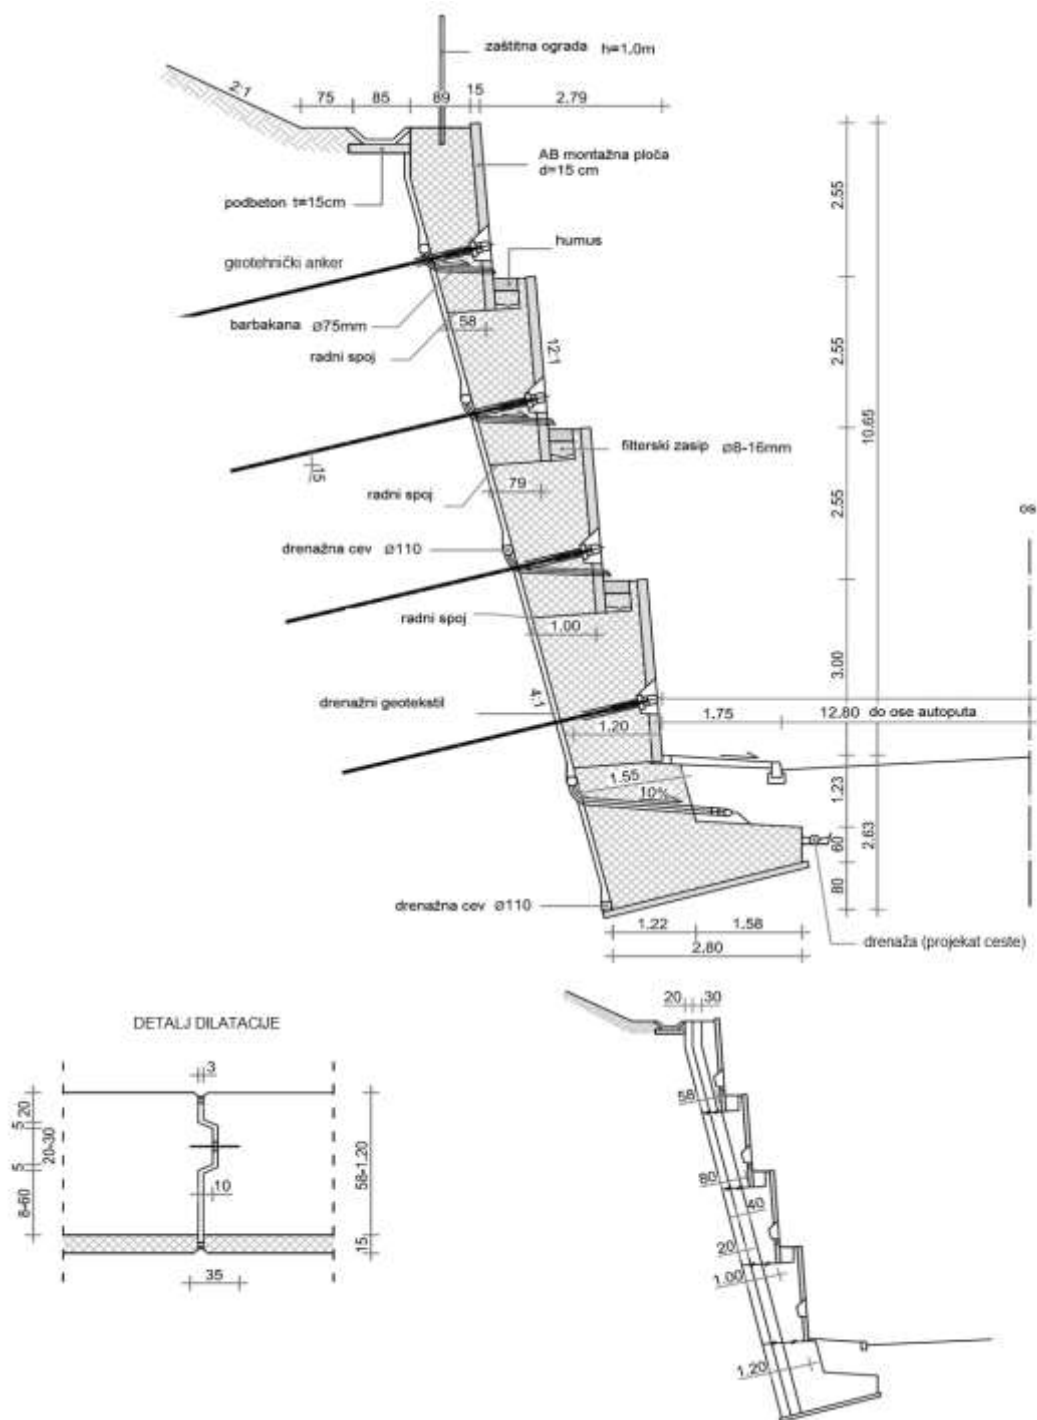 zaštitna ograda h=1,0m
2:1
75 85 89 15 2.79
AB montažna ploča
d=15 cm
podbeton t=15cm
2.55
humus
geotehnički anker
barbakana ø75mm
58
radni spoj
12:1
2.55
10.65
filterski zasip ø8-16mm
15
79
radni spoj
2.55
os
drenažna cev ø110
radni spoj
1.00
3.00
4:1
drenažni geotekstil
1.20
1.75 12.80 do ose autoputa
1.55
10%
1.23
2.63
60
80
drenažna cev ø110
1.22 1.58
2.80
drenaža (projekat ceste)
DETALJ DILATACIJE
3
20
5
20-30
5
8-60
10
58-1.20
15
35
20 30
58
80
40
20
1.00
1.20